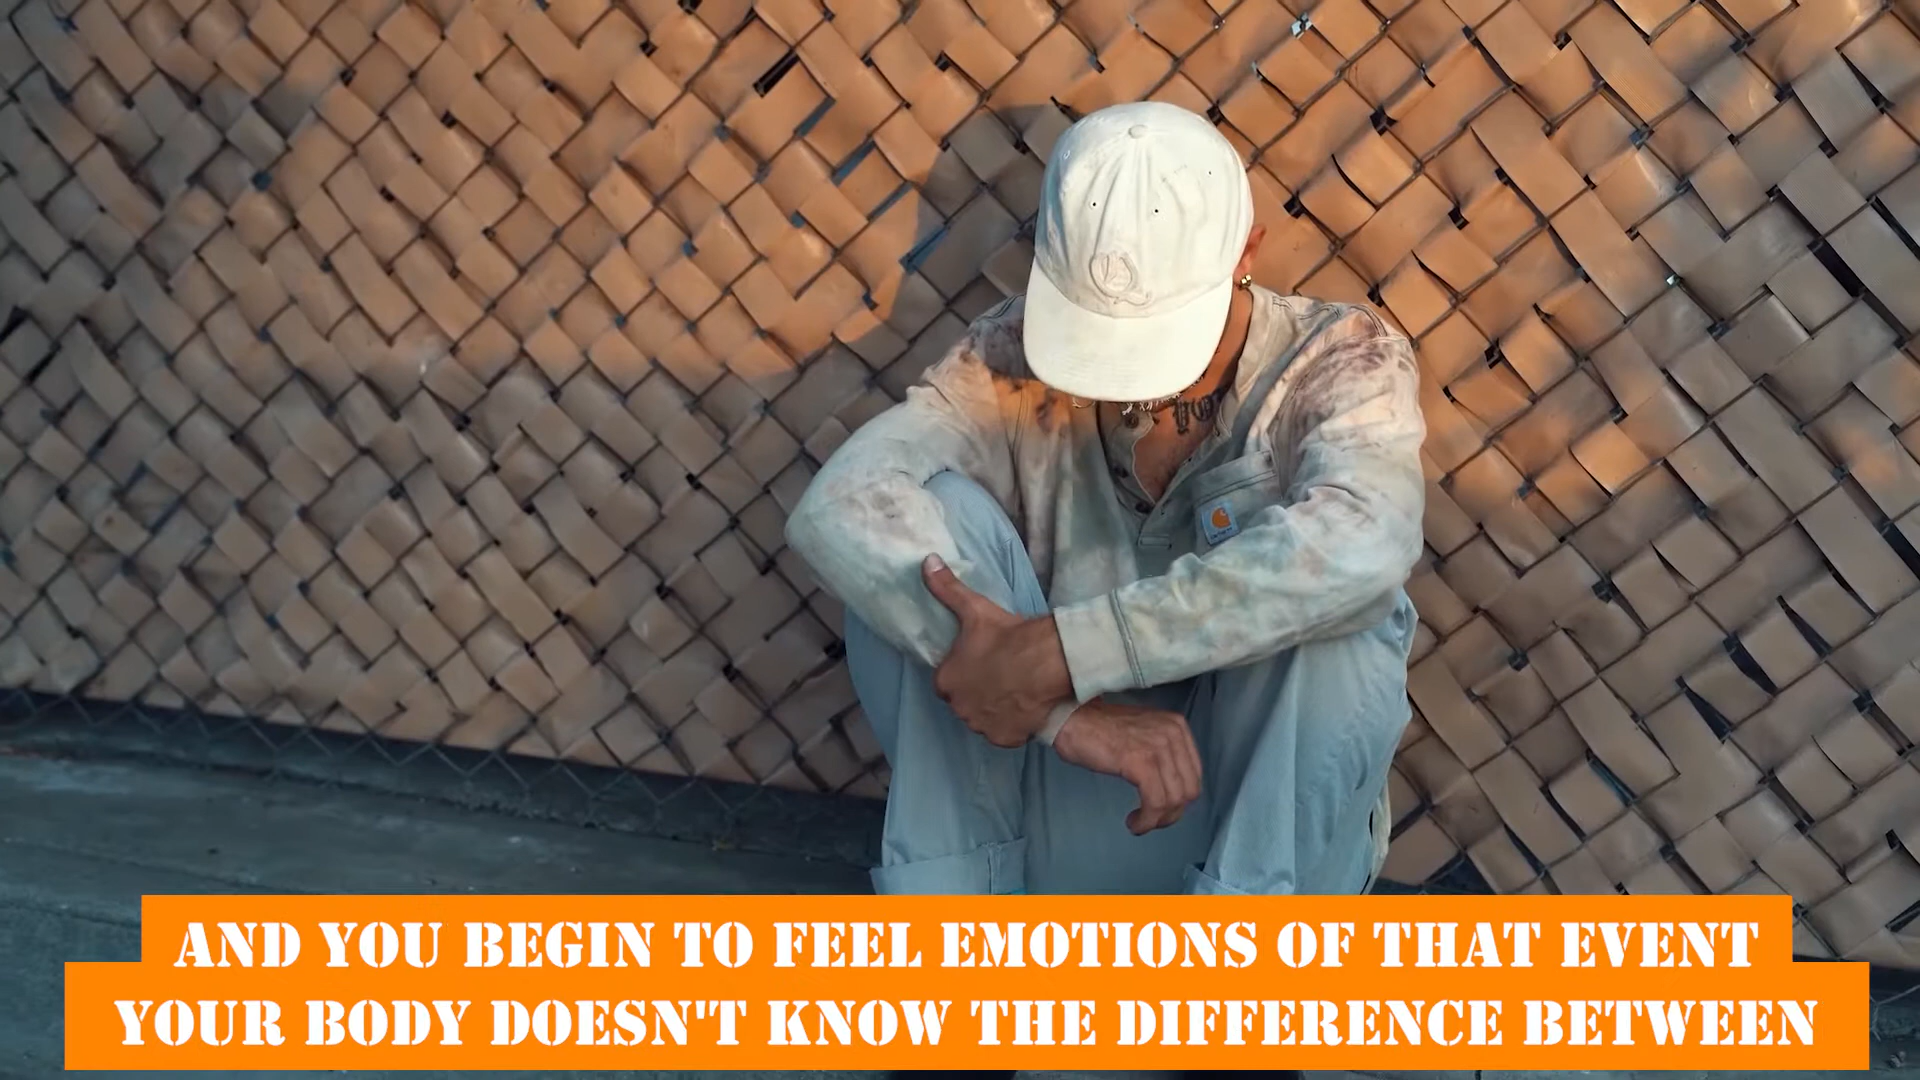 AND YOU BEGIN TO FEEL EMOTIONS OF THAT EVENT
YOUR BODY DOESN'T KNOW THE DIFFERENCE BETWEEN